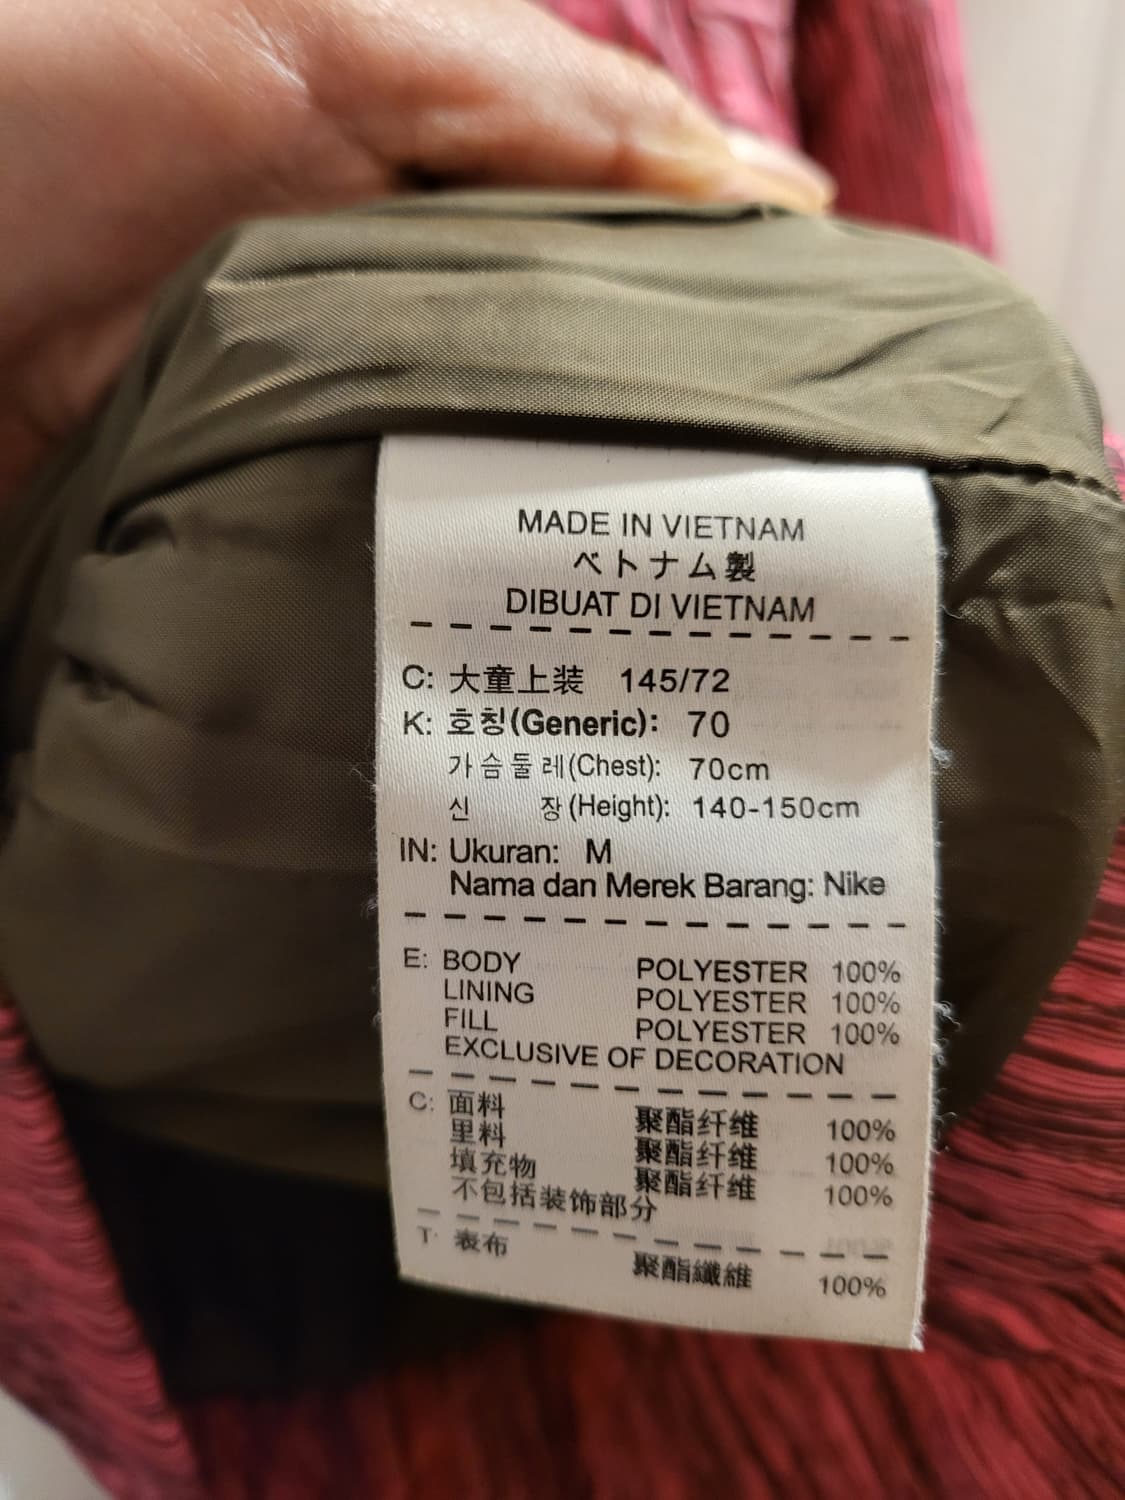 MADE IN VIETNAM
ベトナム製
DIBUAT DI VIETNAM
C: 大童上装 145/72
K: 호칭(Generic): 70
가슴둘레(Chest): 70cm
신 장(Height): 140-150cm
IN: Ukuran: M
Nama dan Merek Barang: Nike
E: BODY POLYESTER 100%
LINING POLYESTER 100%
FILL POLYESTER 100%
EXCLUSIVE OF DECORATION
C: 面料 聚酯纤维 100%
里料 聚酯纤维 100%
填充物 聚酯纤维 100%
不包括装饰部分
T: 表布 聚酯纖維 100%